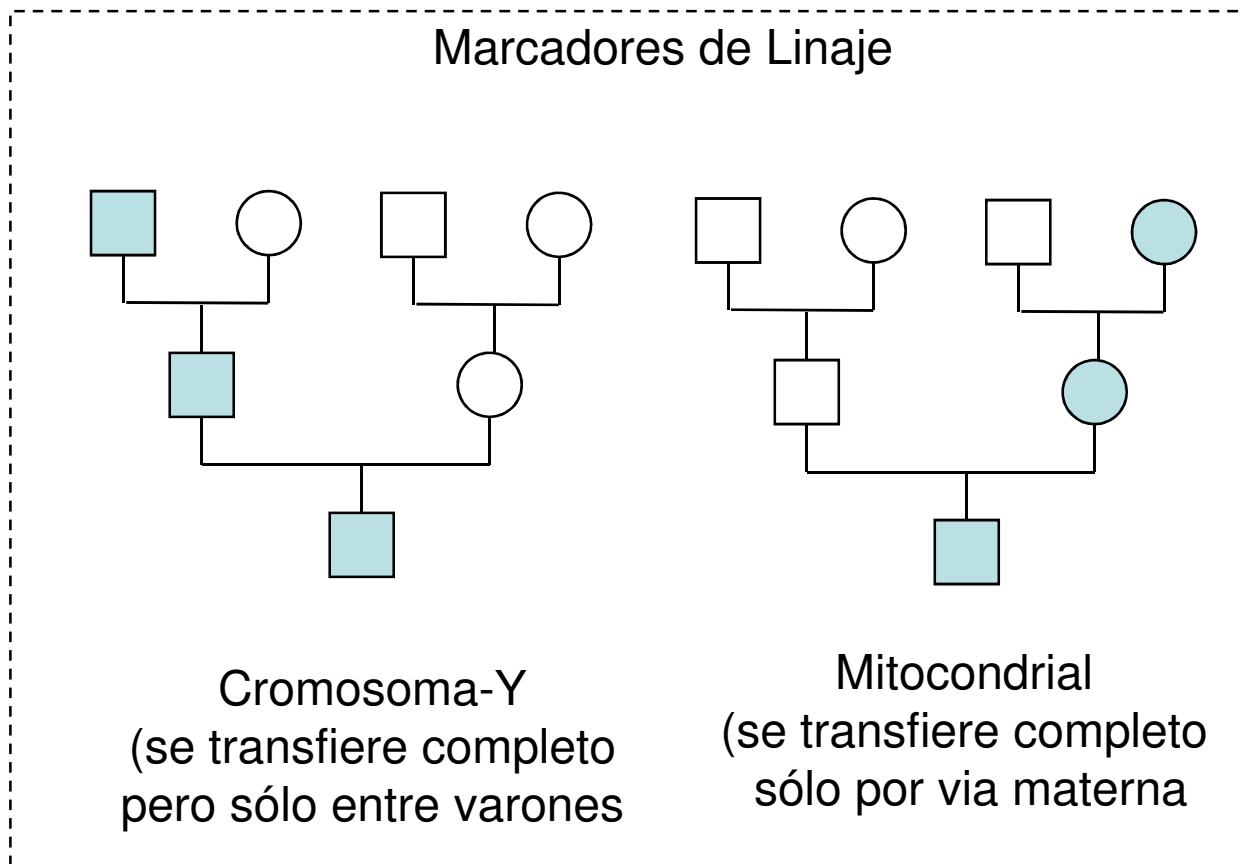 Marcadores de Linaje
Cromosoma-Y
(se transfiere completo
pero sólo entre varones
Mitocondrial
(se transfiere completo
sólo por via materna